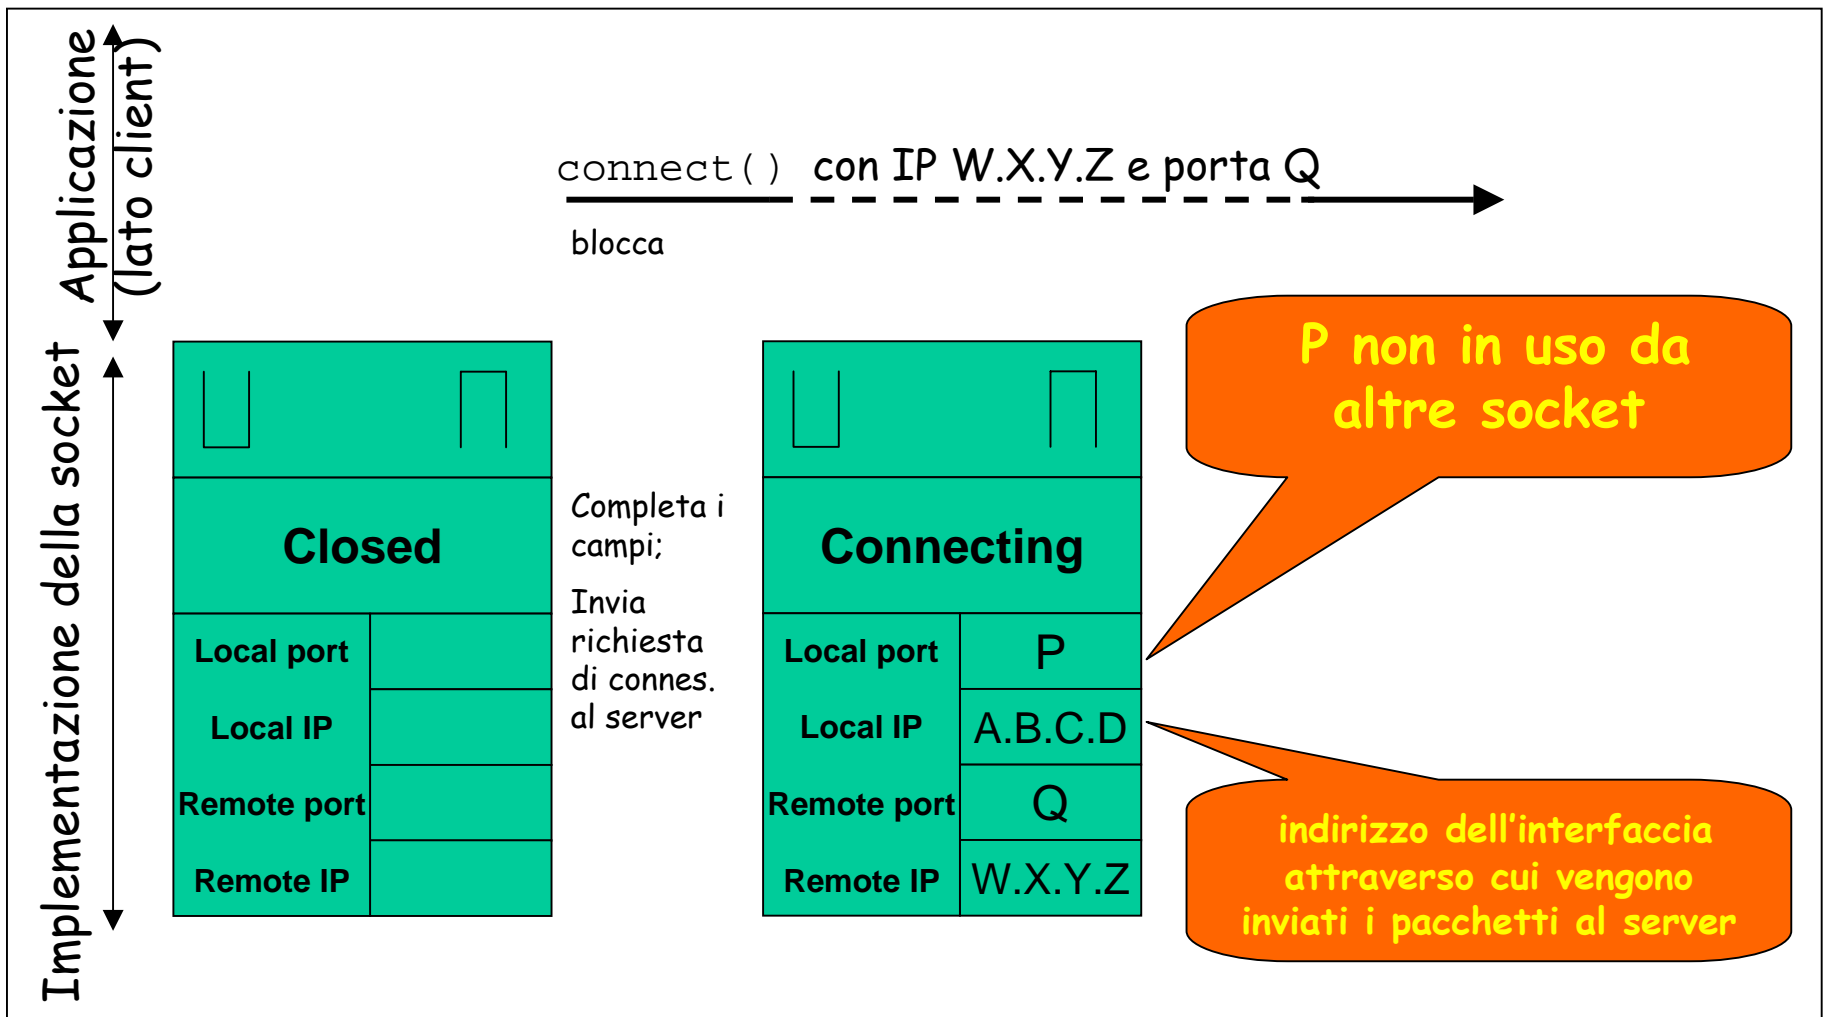 Applicazione
(lato client)
connect() con IP W.X.Y.Z e porta Q
blocca
Implementazione della socket
Closed
Local port
Local IP
Remote port
Remote IP
Completa i
campi;
Invia
richiesta
di connes.
al server
Connecting
Local port P
Local IP A.B.C.D
Remote port Q
Remote IP W.X.Y.Z
P non in uso da
altre socket
indirizzo dell’interfaccia
attraverso cui vengono
inviati i pacchetti al server